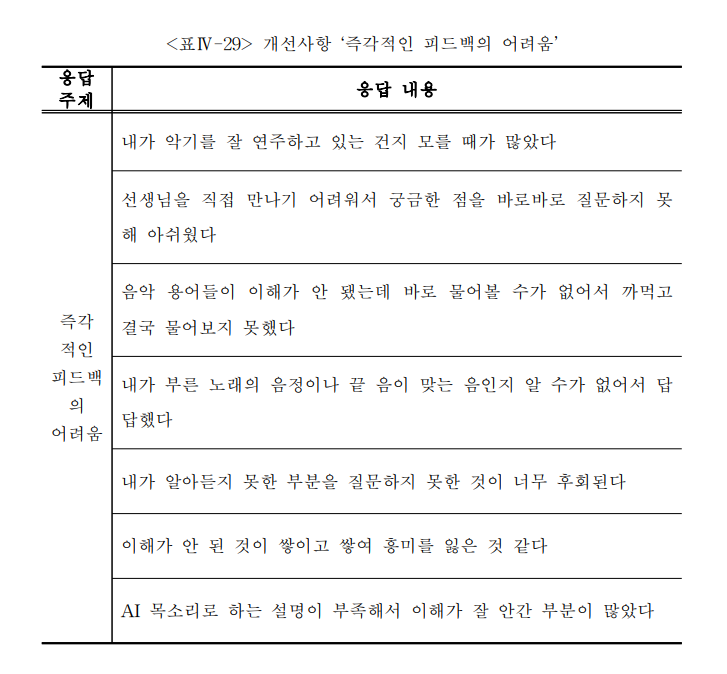 <표Ⅳ-29> 개선사항 '즉각적인 피드백의 어려움'
응답
주제
응답 내용
즉각
적인
피드백
의
어려움
내가 악기를 잘 연주하고 있는 건지 모를 때가 많았다
선생님을 직접 만나기 어려워서 궁금한 점을 바로바로 질문하지 못
해 아쉬웠다
음악 용어들이 이해가 안 됐는데 바로 물어볼 수가 없어서 까먹고
결국 물어보지 못했다
내가 부른 노래의 음정이나 끝 음이 맞는 음인지 알 수가 없어서 답
답했다
내가 알아듣지 못한 부분을 질문하지 못한 것이 너무 후회된다
이해가 안 된 것이 쌓이고 쌓여 흥미를 잃은 것 같다
AI 목소리로 하는 설명이 부족해서 이해가 잘 안간 부분이 많았다